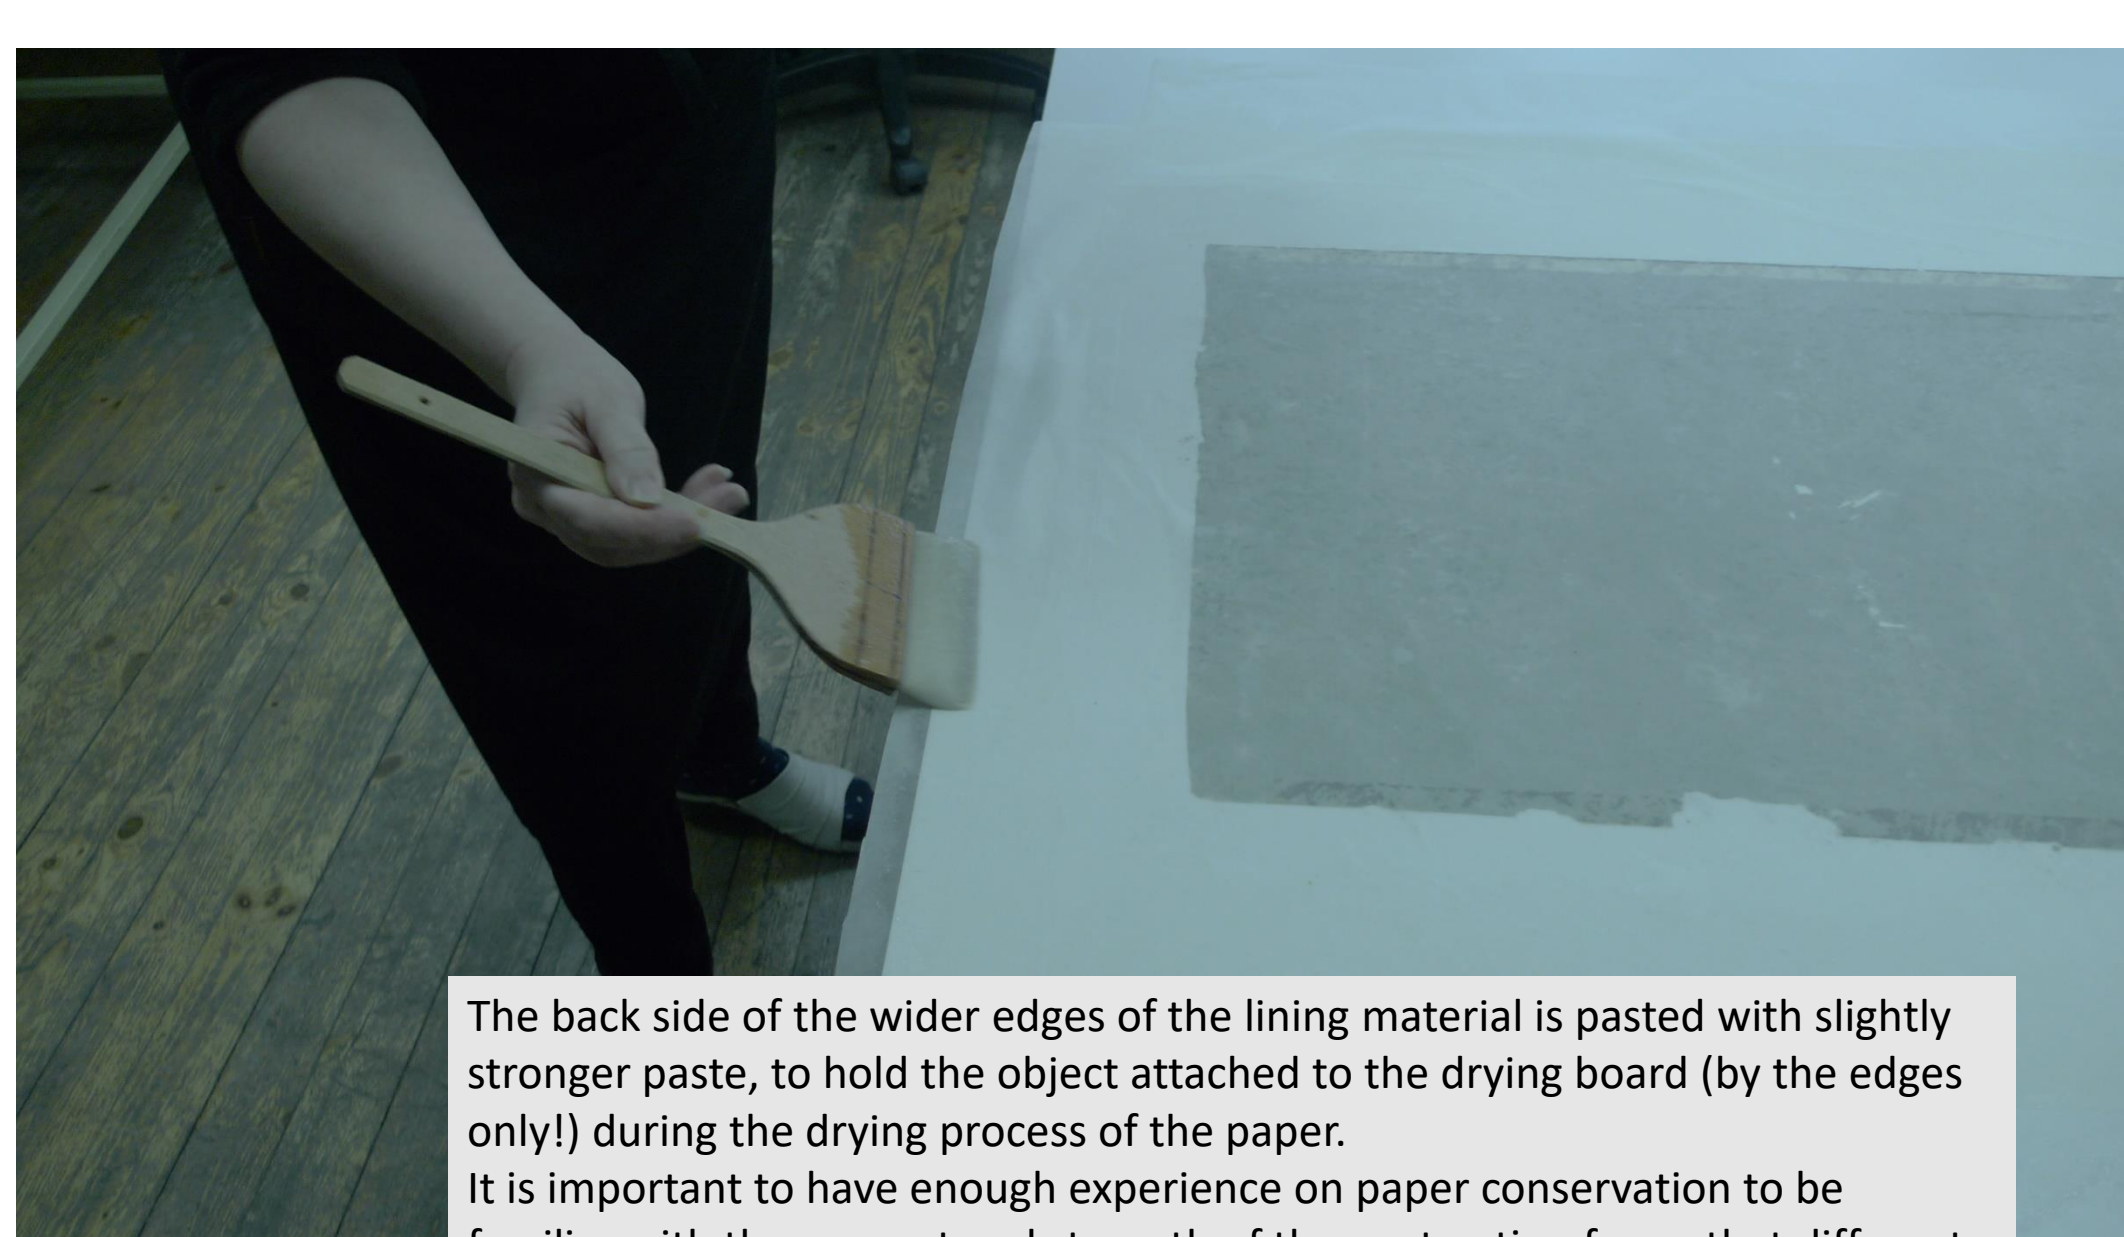 The back side of the wider edges of the lining material is pasted with slightly
stronger paste, to hold the object attached to the drying board (by the edges
only!) during the drying process of the paper.
It is important to have enough experience on paper conservation to be